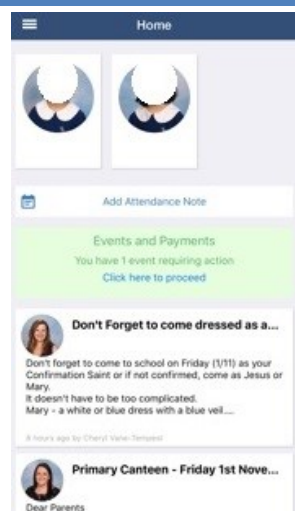 Home
Add Attendance Note
Events and Payments
You have 1 event requiring action
Click here to proceed
Don't Forget to come dressed as a...
Don't forget to come to school on Friday (1/11) as your
Confirmation Saint or if not confirmed, come as Jesus or
Mary.
It doesn't have to be too complicated.
Mary - a white or blue dress with a blue veil....
8 hours ago by Cheryl Vane-Tempest
Primary Canteen - Friday 1st Nove...
Dear Parents